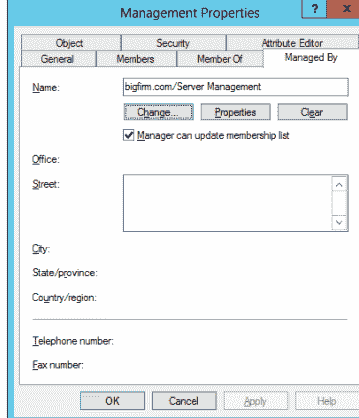 Management Properties ? x
Object Security Attribute Editor
General Members Member Of Managed By
Name: bigfirm.com/Server Management
Change... Properties Clear
Manager can update membership list
Office:
Street:
City:
State/province:
Country/region:
Telephone number:
Fax number:
OK Cancel Apply Help